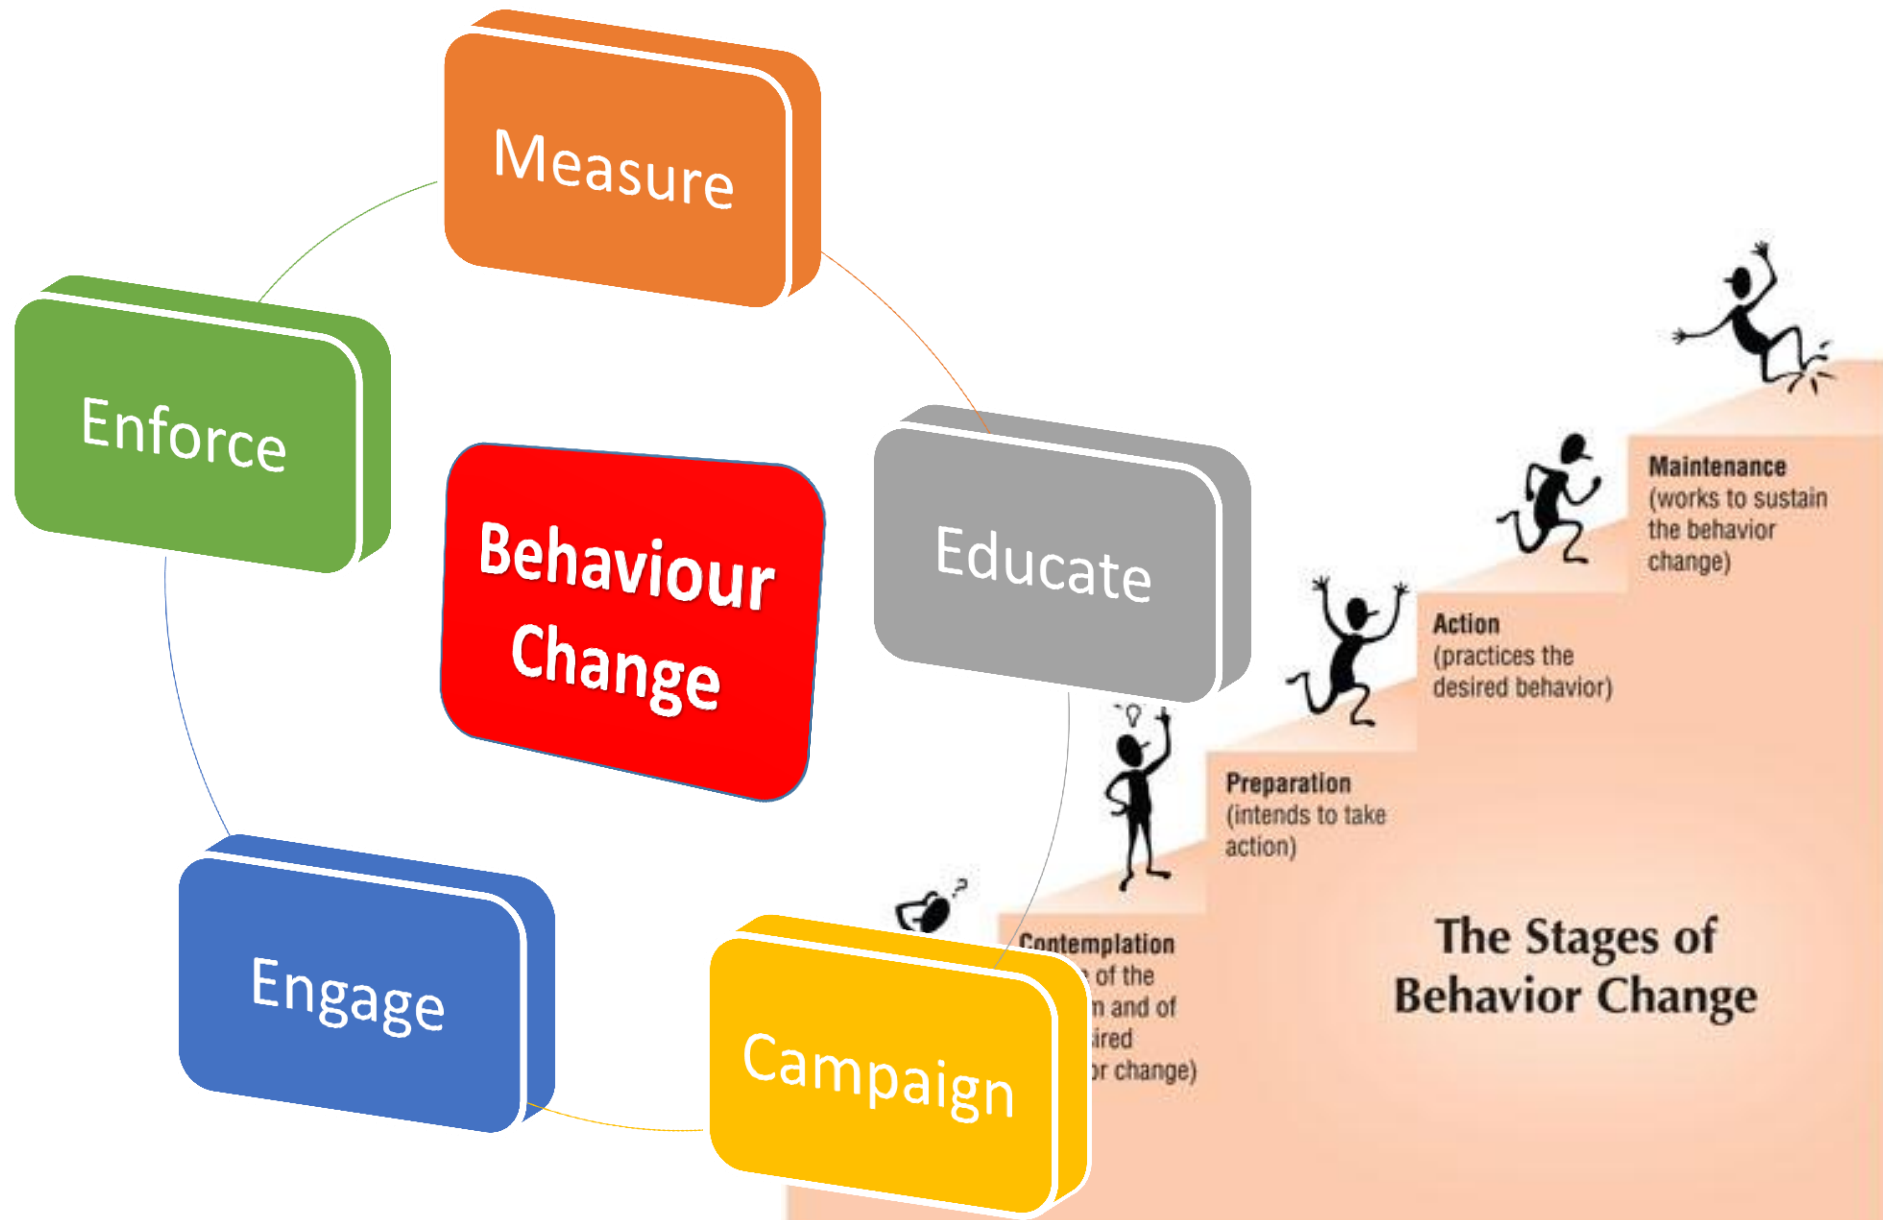 Measure
Enforce
Behaviour
Change
Educate
Engage
Campaign
Maintenance
(works to sustain
the behavior
change)
Action
(practices the
desired behavior)
Preparation
(intends to take
action)
?
Contemplation
of the
and of
change)
The Stages of
Behavior Change